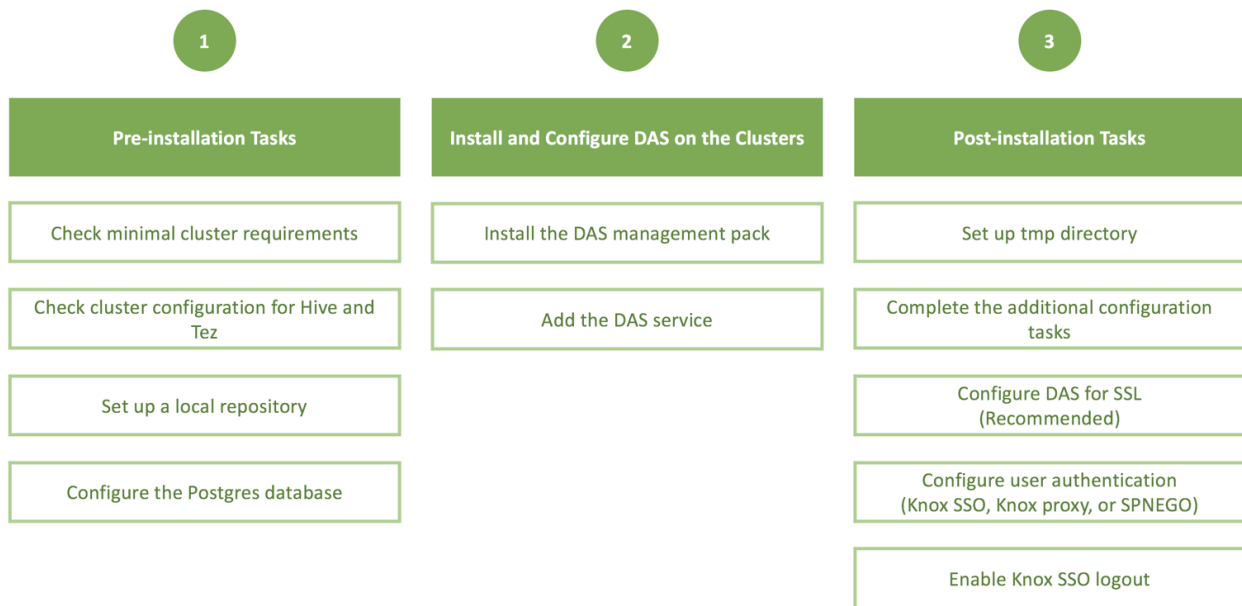 1
Pre-installation Tasks
Check minimal cluster requirements
Check cluster configuration for Hive and
Tez
Set up a local repository
Configure the Postgres database
2
Install and Configure DAS on the Clusters
Install the DAS management pack
Add the DAS service
3
Post-installation Tasks
Set up tmp directory
Complete the additional configuration
tasks
Configure DAS for SSL
(Recommended)
Configure user authentication
(Knox SSO, Knox proxy, or SPNEGO)
Enable Knox SSO logout